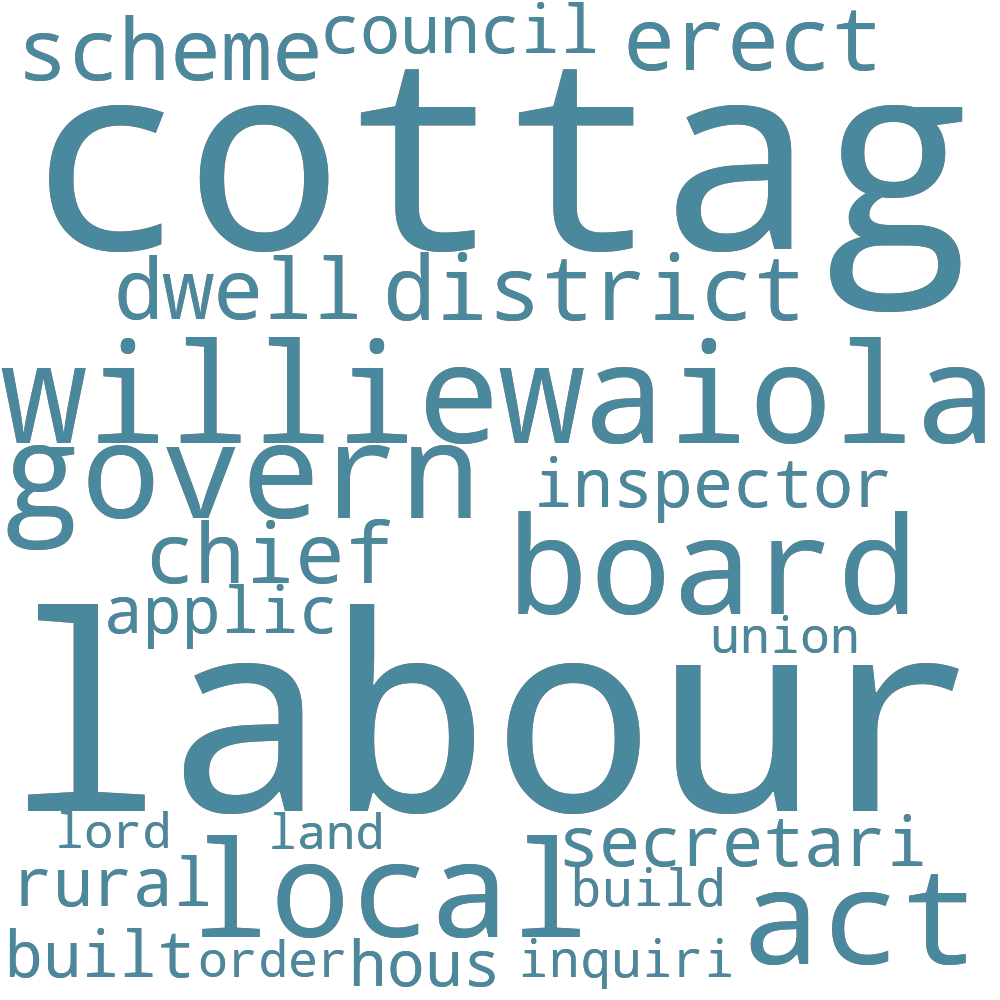 scheme council erect
cottag
dwell district
williewaiola
govern inspector
chief board
applic union
labour
lord land secretari
rural local build act
built order hous inquiri